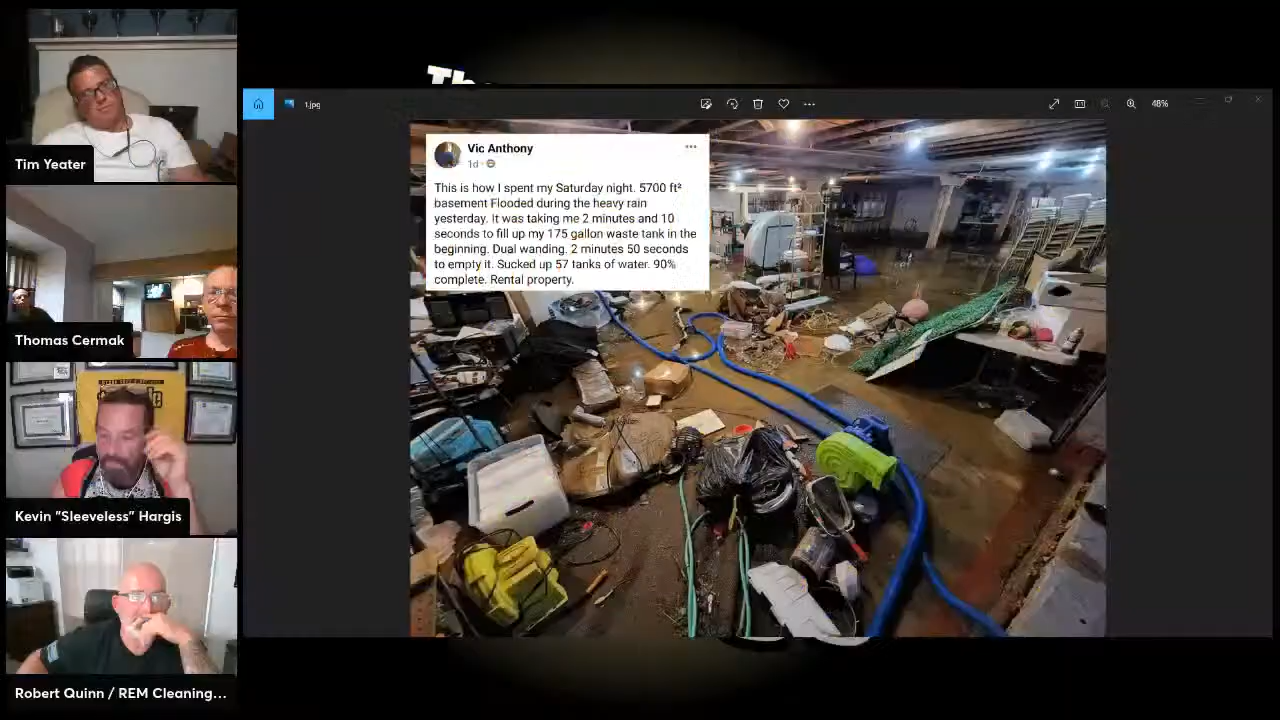 Th
1.jpg
48%
Vic Anthony
1d
This is how I spent my Saturday night. 5700 ft²
basement Flooded during the heavy rain
yesterday. It was taking me 2 minutes and 10
seconds to fill up my 175 gallon waste tank in the
beginning. Dual wanding. 2 minutes 50 seconds
to empty it. Sucked up 57 tanks of water. 90%
complete. Rental property.
Tim Yeater
Thomas Cermak
Kevin "Sleeveless" Hargis
Robert Quinn / REM Cleaning...